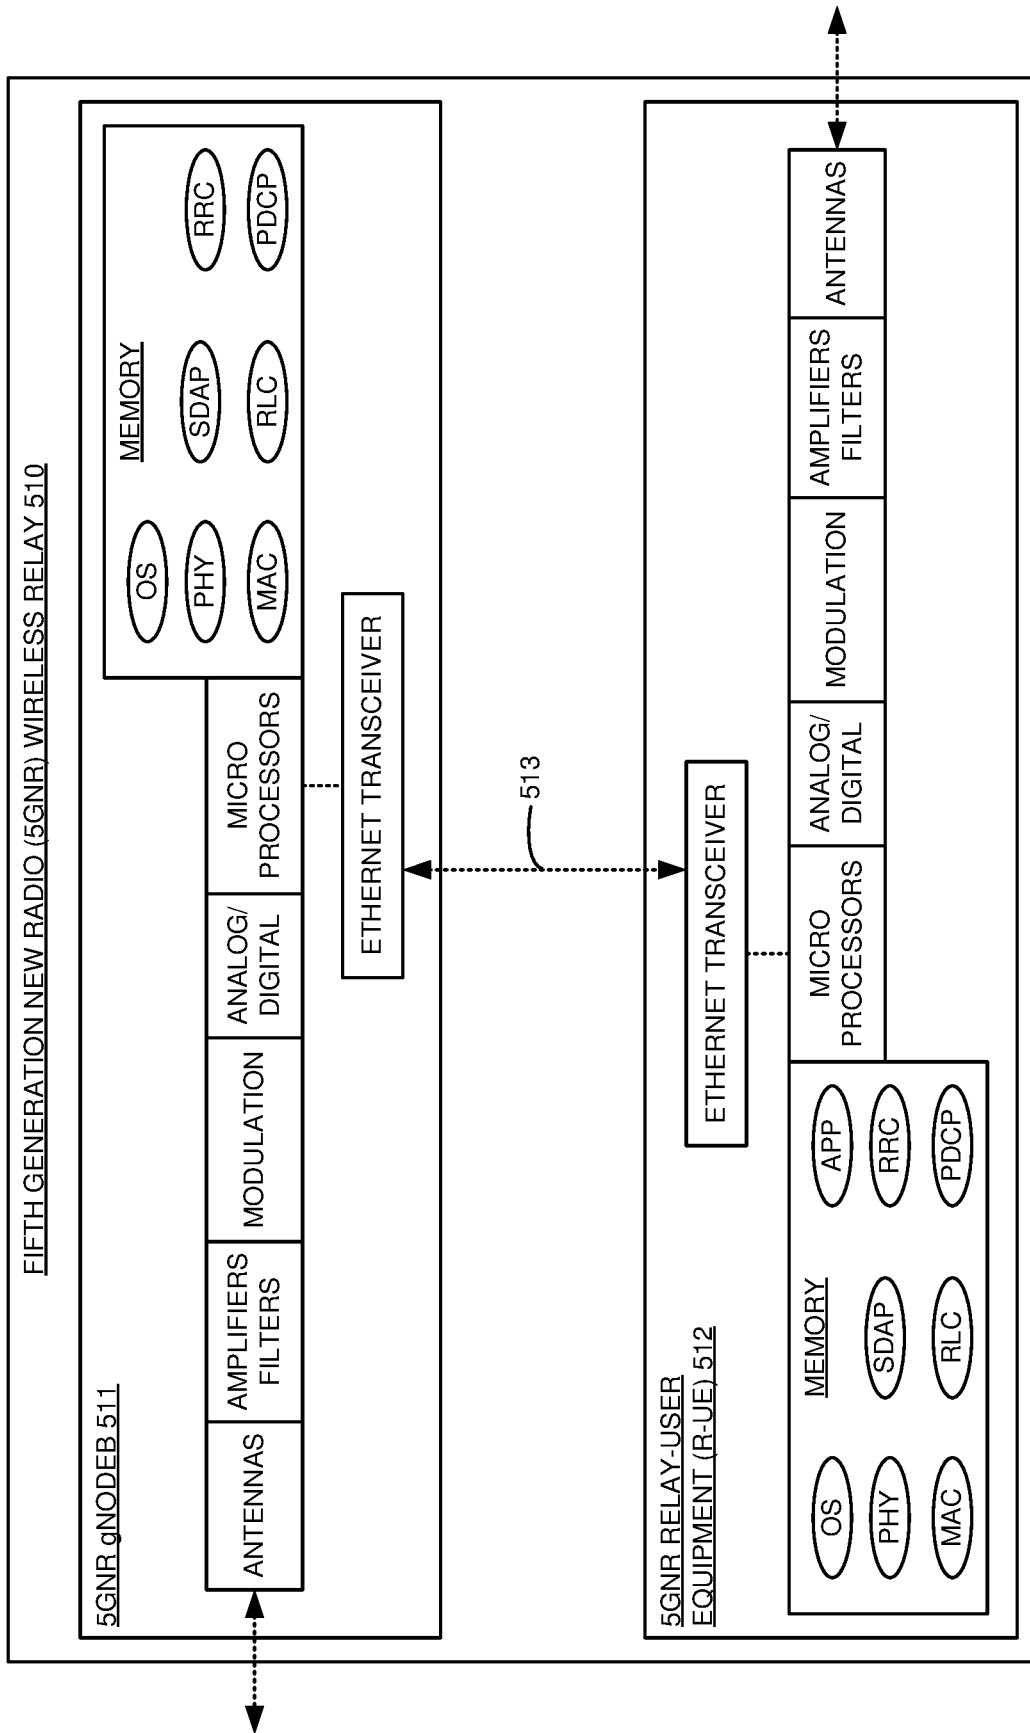 FIFTH GENERATION NEW RADIO (5GNR) WIRELESS RELAY 510
5GNR gNODEB 511
ANTENNAS
AMPLIFIERS
FILTERS
MODULATION
ANALOG/
DIGITAL
MICRO
PROCESSORS
MEMORY
OS
PHY
MAC
SDAP
RLC
RRC
PDCP
ETHERNET TRANSCEIVER
513
5GNR RELAY-USER
EQUIPMENT (R-UE) 512
ETHERNET TRANSCEIVER
MEMORY
OS
PHY
MAC
SDAP
RLC
APP
RRC
PDCP
MICRO
PROCESSORS
ANALOG/
DIGITAL
MODULATION
AMPLIFIERS
FILTERS
ANTENNAS